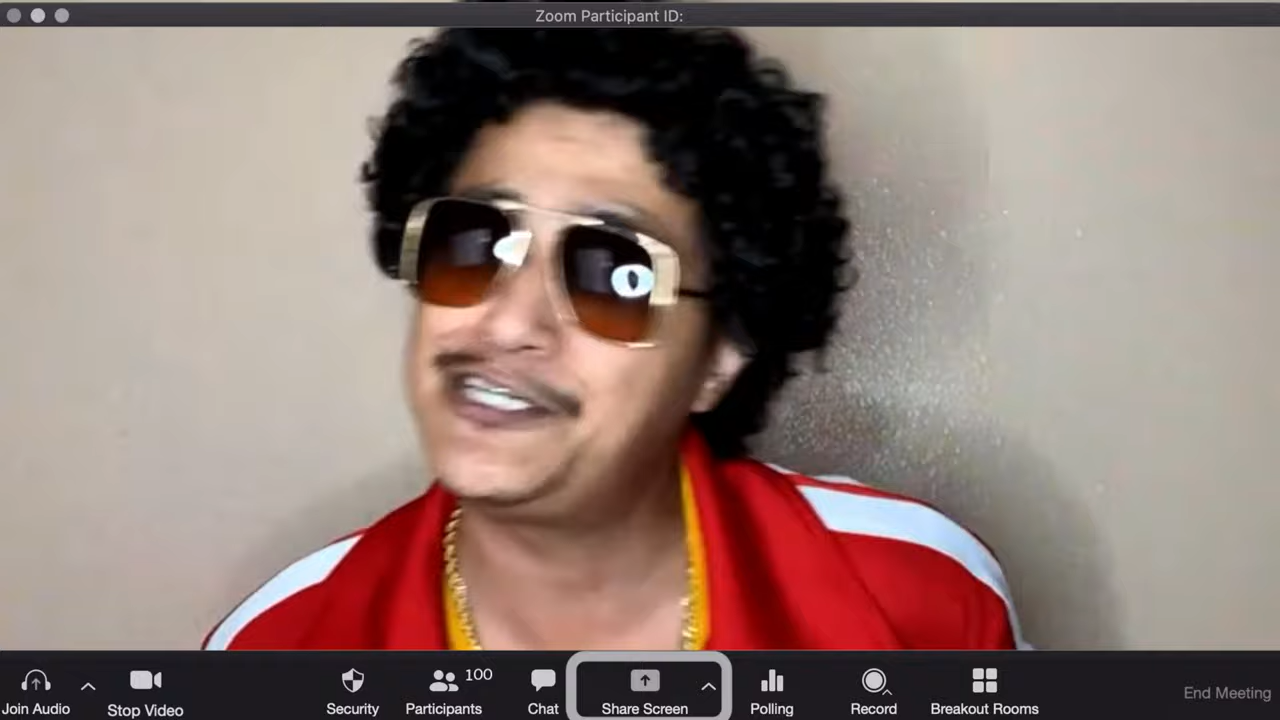 Zoom Participant ID:
100
Join Audio
Stop Video
Security
Participants
Chat
Share Screen
Polling
Record
Breakout Rooms
End Meeting